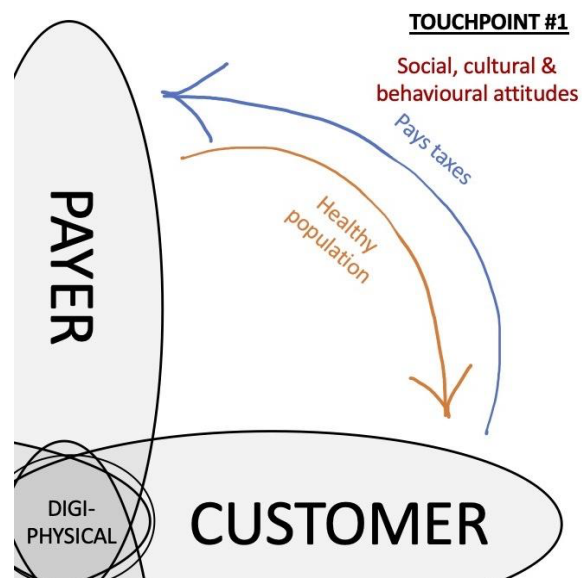 TOUCHPOINT #1
Social, cultural &
behavioural attitudes
Pays taxes
Healthy
population
PAYER
DIGI-
PHYSICAL
CUSTOMER